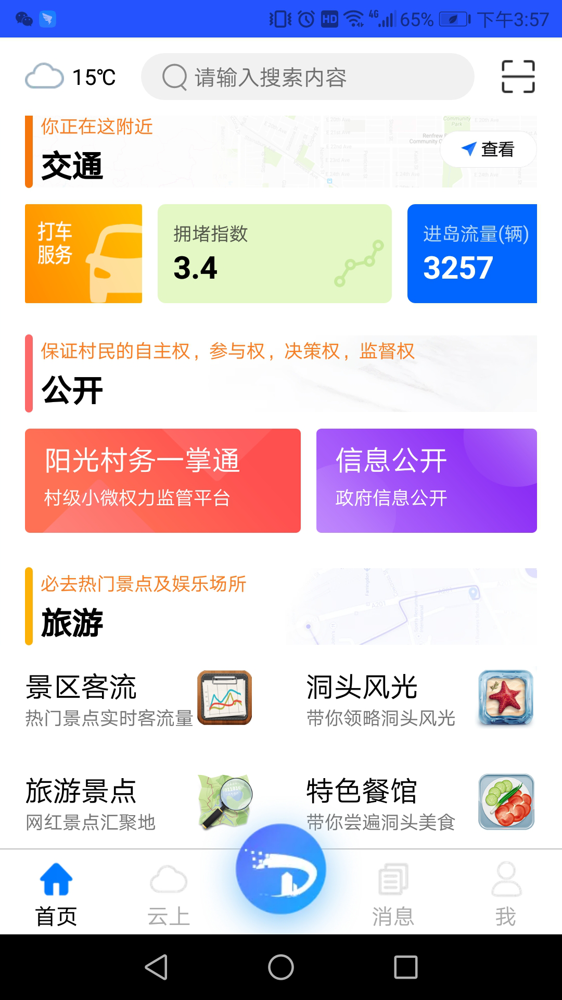 HD 4G 65% 下午3:57
15℃ 请输入搜索内容
你正在这附近
交通
查看
打车
服务
拥堵指数
3.4
进岛流量(辆)
3257
保证村民的自主权，参与权，决策权，监督权
公开
阳光村务一掌通
村级小微权力监管平台
信息公开
政府信息公开
必去热门景点及娱乐场所
旅游
景区客流
热门景点实时客流量
洞头风光
带你领略洞头风光
旅游景点
网红景点汇聚地
特色餐馆
带你尝遍洞头美食
首页
云上
消息
我